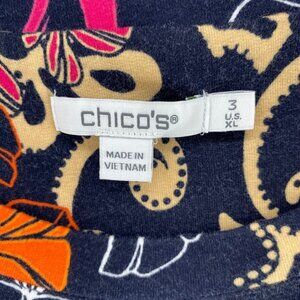 chico's®
3
U.S.
XL
MADE IN
VIETNAM